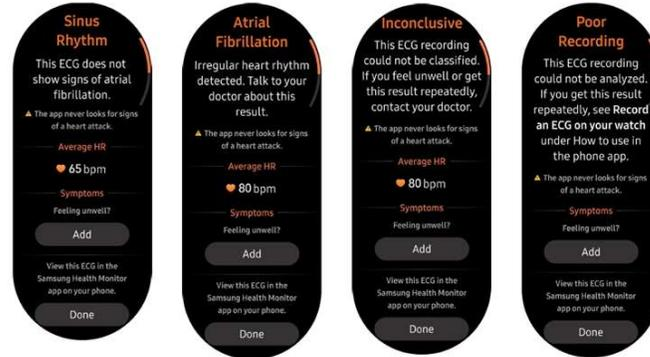 Sinus
Rhythm
This ECG does not
show signs of atrial
fibrillation.
The app never looks for signs
of a heart attack.
Average HR
65 bpm
Symptoms
Feeling unwell?
Add
View this ECG in the
Samsung Health Monitor
app on your phone.
Done
Atrial
Fibrillation
Irregular heart rhythm
detected. Talk to your
doctor about this
result.
The app never looks for signs
of a heart attack.
Average HR
80 bpm
Symptoms
Feeling unwell?
Add
View this ECG in the
Samsung Health Monitor
app on your phone.
Done
Inconclusive
This ECG recording
could not be classified.
If you feel unwell or get
this result repeatedly,
contact your doctor.
The app never looks for signs
of a heart attack.
Average HR
80 bpm
Symptoms
Feeling unwell?
Add
View this ECG in the
Samsung Health Monitor
app on your phone.
Done
Poor
Recording
This ECG recording
could not be analyzed.
If you get this result
repeatedly, see Record
an ECG on your watch
under How to use in
the phone app.
The app never looks for signs
of a heart attack.
Symptoms
Feeling unwell?
Add
View this ECG in the
Samsung Health Monitor
app on your phone.
Done